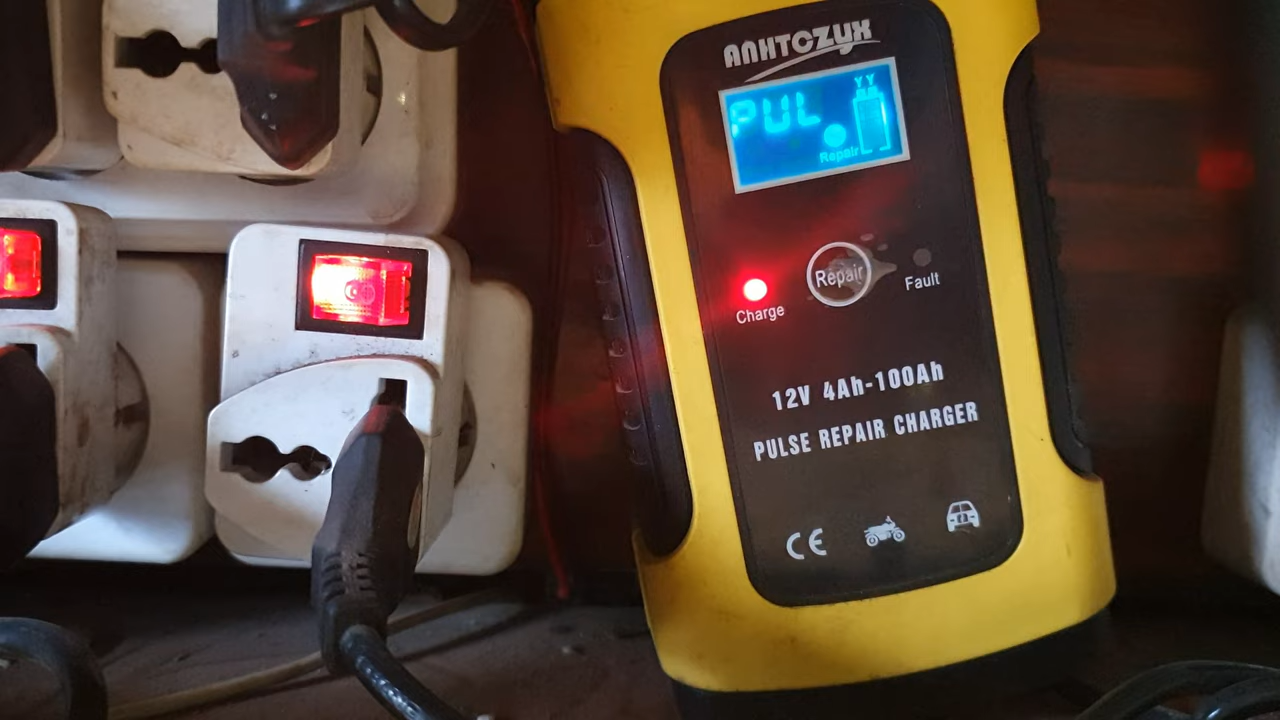 ANHTCZYX
PUL
Repair
Repair
Charge
Fault
12V 4Ah-100Ah
PULSE REPAIR CHARGER
CE